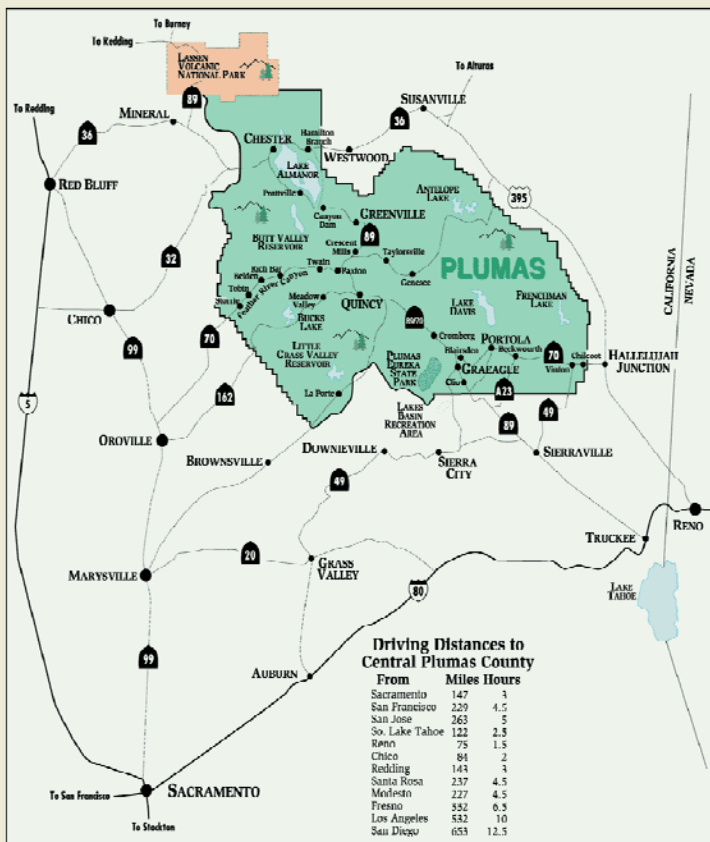 To Burney
To Redding
LASSEN
VOLCANIC
NATIONAL PARK
89
To Alturas
To Redding
MINERAL
SUSANVILLE
36
36
CHESTER
Hamilton
Branch
WESTWOOD
RED BLUFF
LAKE
ALMANOR
ANTELOPE
LAKE
395
Prattville
Canyon
Dam
GREENVILLE
BUTT VALLEY
RESERVOIR
89
Crescent
Mills
Taylorsville
32
PLUMAS
CALIFORNIA
NEVADA
Twain
Paxton
Genesee
Rich Bar
Belden
Tobin
Storrie
Feather River Canyon
Meadow
Valley
QUINCY
LAKE
DAVIS
FRENCHMAN
LAKE
CHICO
BUCKS
LAKE
89/70
99
70
Cromberg
PORTOLA
LITTLE
GRASS VALLEY
RESERVOIR
PLUMAS
EUREKA
STATE
PARK
Blairsden
Beckwourth
70
Chilcoot
Vinton
HALLELUJAH
JUNCTION
GRAEAGLE
Clio
5
162
La Porte
A23
LAKES
BASIN
RECREATION
AREA
89
49
OROVILLE
BROWNSVILLE
DOWNIEVILLE
SIERRA
CITY
SIERRAVILLE
49
RENO
TRUCKEE
20
MARYSVILLE
GRASS
VALLEY
80
LAKE
TAHOE
99
AUBURN
Driving Distances to
Central Plumas County
From Miles Hours
Sacramento 147 3
San Francisco 229 4.5
San Jose 263 5
So. Lake Tahoe 122 2.5
Reno 75 1.5
Chico 84 2
Redding 143 3
Santa Rosa 237 4.5
Modesto 227 4.5
Fresno 332 6.5
Los Angeles 532 10
San Diego 653 12.5
SACRAMENTO
To San Francisco
To Stockton